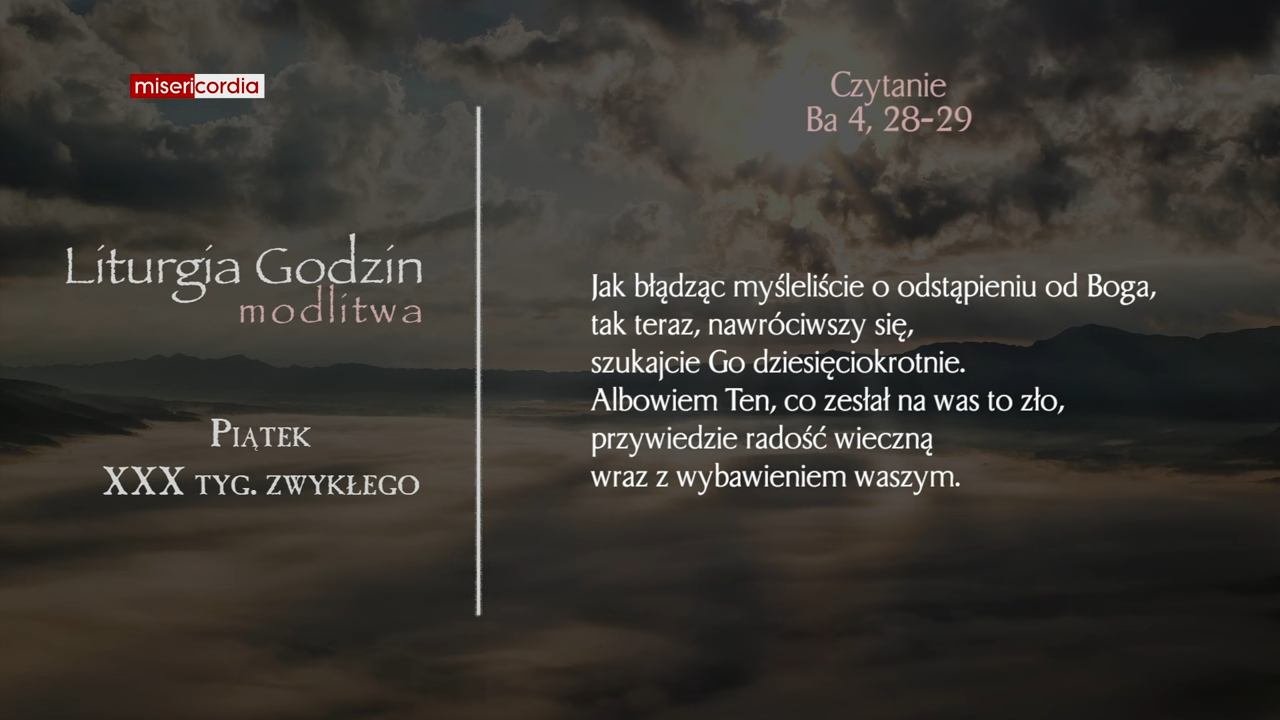 misericordia
Liturgia Godzin
modlitwa
Piątek
XXX tyg. zwykłego
Czytanie
Ba 4, 28-29
Jak błądząc myśleliście o odstąpieniu od Boga,
tak teraz, nawróciwszy się,
szukajcie Go dziesięciokrotnie.
Albowiem Ten, co zesłał na was to zło,
przywiedzie radość wieczną
wraz z wybawieniem waszym.